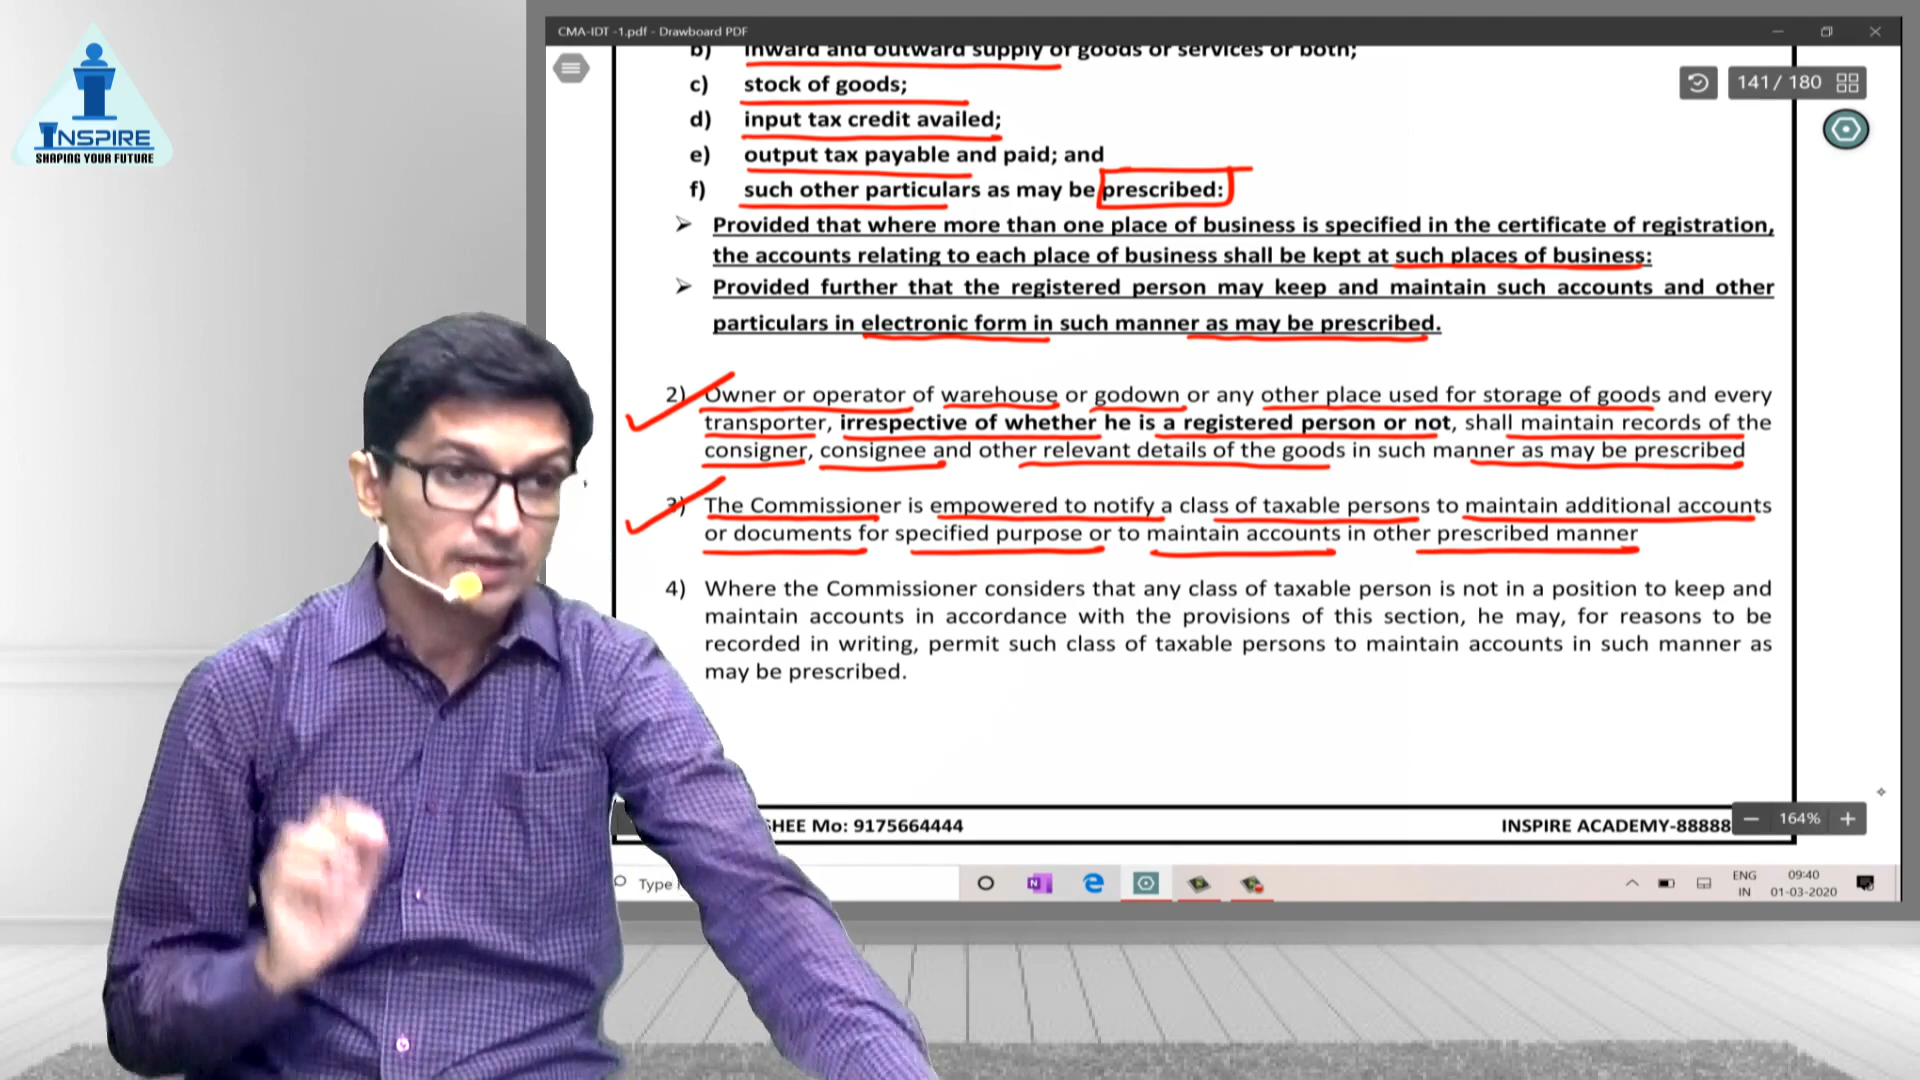 INSPIRE
SHAPING YOUR FUTURE
CMA-IDT -1.pdf - Drawboard PDF
141 / 180
b) inward and outward supply of goods or services or both;
c) stock of goods;
d) input tax credit availed;
e) output tax payable and paid; and
f) such other particulars as may be prescribed:
➢ Provided that where more than one place of business is specified in the certificate of registration,
the accounts relating to each place of business shall be kept at such places of business:
➢ Provided further that the registered person may keep and maintain such accounts and other
particulars in electronic form in such manner as may be prescribed.
2) Owner or operator of warehouse or godown or any other place used for storage of goods and every
transporter, irrespective of whether he is a registered person or not, shall maintain records of the
consigner, consignee and other relevant details of the goods in such manner as may be prescribed
3) The Commissioner is empowered to notify a class of taxable persons to maintain additional accounts
or documents for specified purpose or to maintain accounts in other prescribed manner
4) Where the Commissioner considers that any class of taxable person is not in a position to keep and
maintain accounts in accordance with the provisions of this section, he may, for reasons to be
recorded in writing, permit such class of taxable persons to maintain accounts in such manner as
may be prescribed.
HEE Mo: 9175664444 INSPIRE ACADEMY-88888
164%
Type
ENG
IN
09:40
01-03-2020